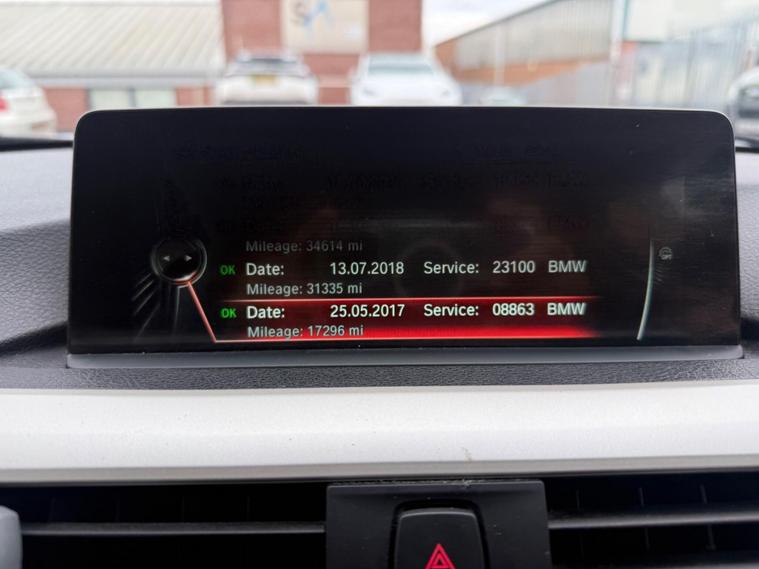 Mileage: 34614 mi
OK Date: 13.07.2018 Service: 23100 BMW
Mileage: 31335 mi
OK Date: 25.05.2017 Service: 08863 BMW
Mileage: 17296 mi